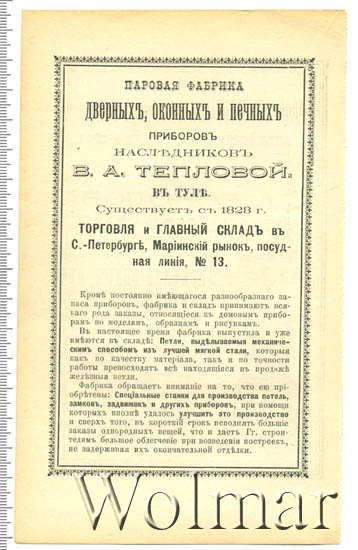 ПАРОВАЯ ФАБРИКА
ДВЕРНЫХЪ, ОКОННЫХЪ И ПЕЧНЫХЪ
ПРИБОРОВЪ
НАСЛѢДНИКОВЪ
В. А. ТЕПЛОВОЙ.
ВЪ ТУЛѢ.
Существуетъ съ 1828 г.
ТОРГОВЛЯ и ГЛАВНЫЙ СКЛАДЪ въ
С.-Петербургѣ, Маріинскій рынокъ, посуд-
ная линія, № 13.
Кромѣ постоянно имѣющагося разнообразнаго за-
паса приборовъ, фабрика и складъ принимаютъ вся-
каго рода заказы, относящіеся къ домовымъ прибо-
рамъ по моделямъ, образцамъ и рисункамъ.
Въ настоящее время фабрика выпустила и уже
имѣются въ складѣ: Петли, выдѣлываемыя механиче-
скимъ способомъ изъ лучшей мягкой стали, которыя
какъ по качеству матеріала, такъ и по точности
работы превосходятъ всѣ находящіяся въ продажѣ
желѣзныя петли.
Фабрика обращаетъ вниманіе на то, что ею прі-
обрѣтены: Спеціальные станки для производства петель,
замковъ, задвижекъ и другихъ приборовъ, при помощи
которыхъ вполнѣ удалось улучшить это производство
и сверхъ того, въ короткій срокъ исполнять большіе
заказы однородныхъ вещей, что и даетъ Гг. строи-
телямъ большое облегченіе при возведеніи построекъ,
не задерживая ихъ окончательной отдѣлки.
Wolmar